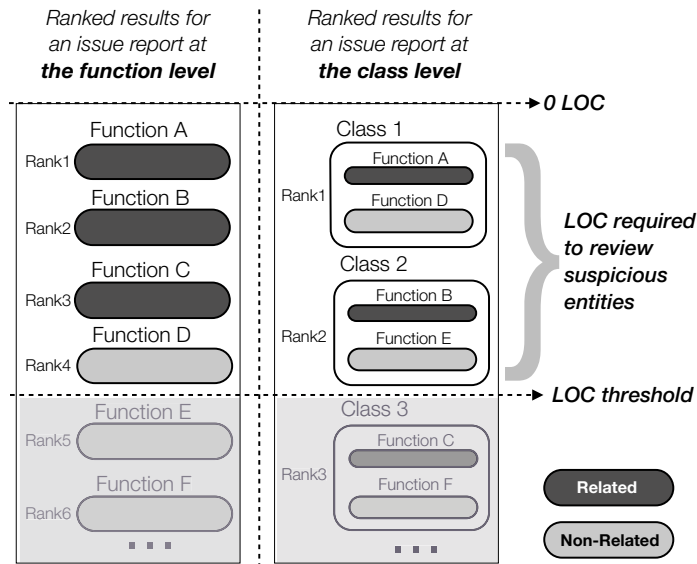 Ranked results for
an issue report at
the function level
Ranked results for
an issue report at
the class level
0 LOC
Function A
Rank1
Function B
Rank2
Function C
Rank3
Function D
Rank4
Function E
Rank5
Function F
Rank6
Class 1
Function A
Rank1
Function D
Class 2
Function B
Rank2
Function E
Class 3
Function C
Rank3
Function F
LOC required
to review
suspicious
entities
LOC threshold
Related
Non-Related